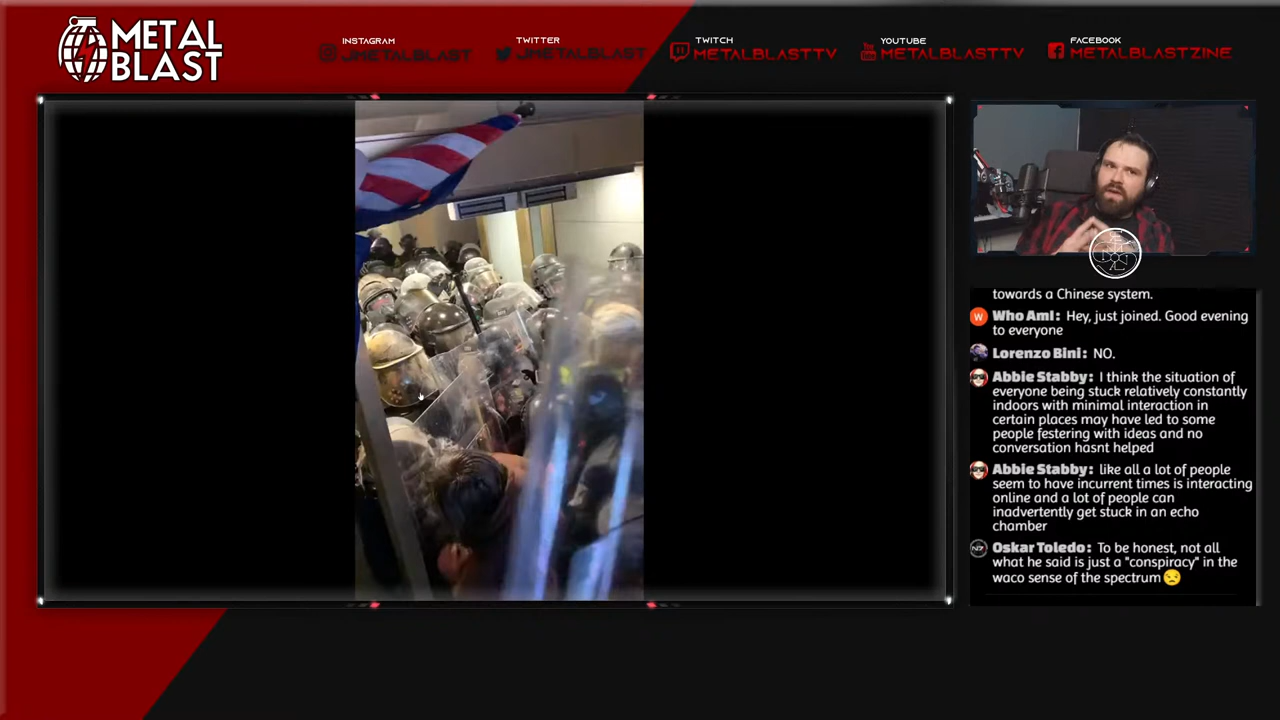 METAL
BLAST
INSTAGRAM
JMETALBLAST
TWITTER
JMETALBLAST
TWITCH
METALBLASTTV
YOUTUBE
METALBLASTTV
FACEBOOK
METALBLASTZINE
towards a Chinese system.
Who AmI: Hey, just joined. Good evening
to everyone
Lorenzo Bini: NO.
Abbie Stabby: I think the situation of
everyone being stuck relatively constantly
indoors with minimal interaction in
certain places may have led to some
people festering with ideas and no
conversation hasnt helped
Abbie Stabby: like all a lot of people
seem to have incurrent times is interacting
online and a lot of people can
inadvertently get stuck in an echo
chamber
Oskar Toledo: To be honest, not all
what he said is just a "conspiracy" in the
waco sense of the spectrum😒